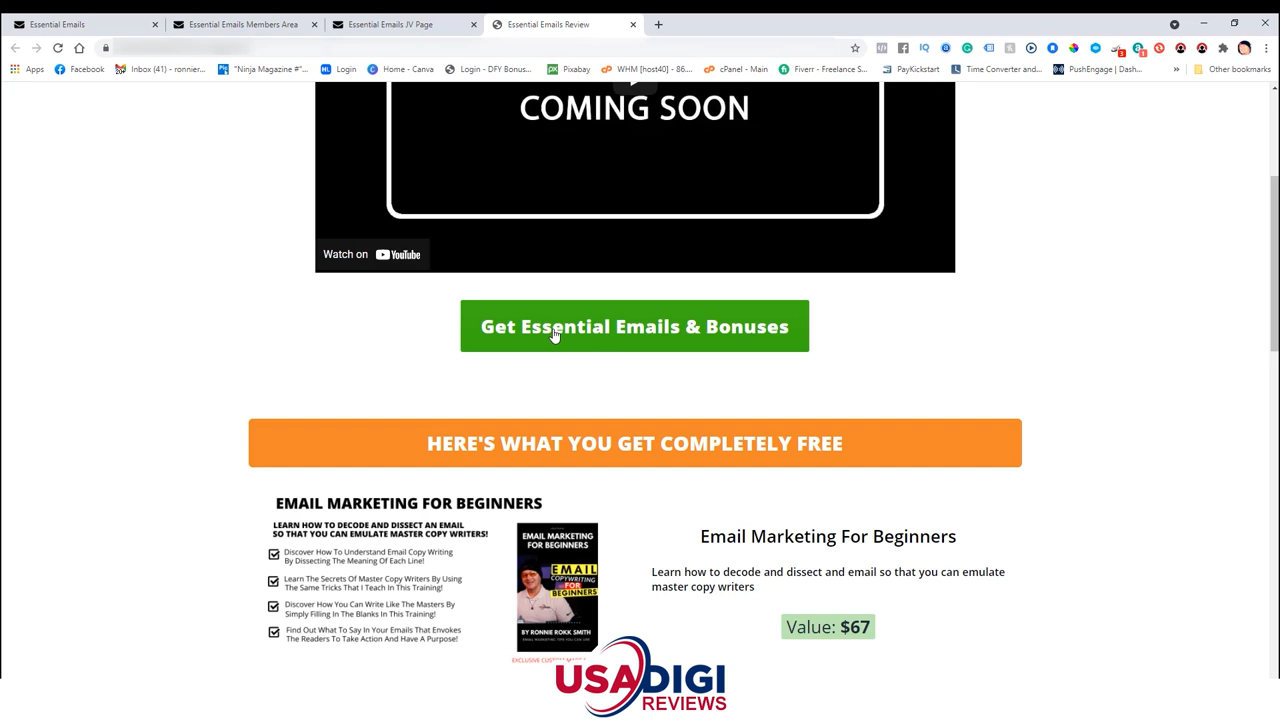 Essential Emails
Essential Emails Members Area
Essential Emails JV Page
Essential Emails Review
Apps
Facebook
Inbox (41) - ronnier...
"Ninja Magazine #"...
Login
Home - Canva
Login - DFY Bonus...
Pixabay
WHM [host40] - 86....
cPanel - Main
Fiverr - Freelance S...
PayKickstart
Time Converter and...
PushEngage | Dash...
Other bookmarks
COMING SOON
Watch on YouTube
Get Essential Emails & Bonuses
HERE'S WHAT YOU GET COMPLETELY FREE
EMAIL MARKETING FOR BEGINNERS
LEARN HOW TO DECODE AND DISSECT AN EMAIL
SO THAT YOU CAN EMULATE MASTER COPY WRITERS!
Discover How To Understand Email Copy Writing
By Dissecting The Meaning Of Each Line!
Learn The Secrets Of Master Copy Writers By Using
The Same Tricks That I Teach In This Training!
Discover How You Can Write Like The Masters By
Simply Filling In The Blanks In This Training!
Find Out What To Say In Your Emails That Envokes
The Readers To Take Action And Have A Purpose!
EMAIL MARKETING
FOR BEGINNERS
EMAIL
COPYWRITING
FOR
BEGINNERS
BY RONNIE ROKK SMITH
EMAIL MARKETING TIPS YOU CAN USE
Email Marketing For Beginners
Learn how to decode and dissect and email so that you can emulate
master copy writers
Value: $67
USADIGI
REVIEWS